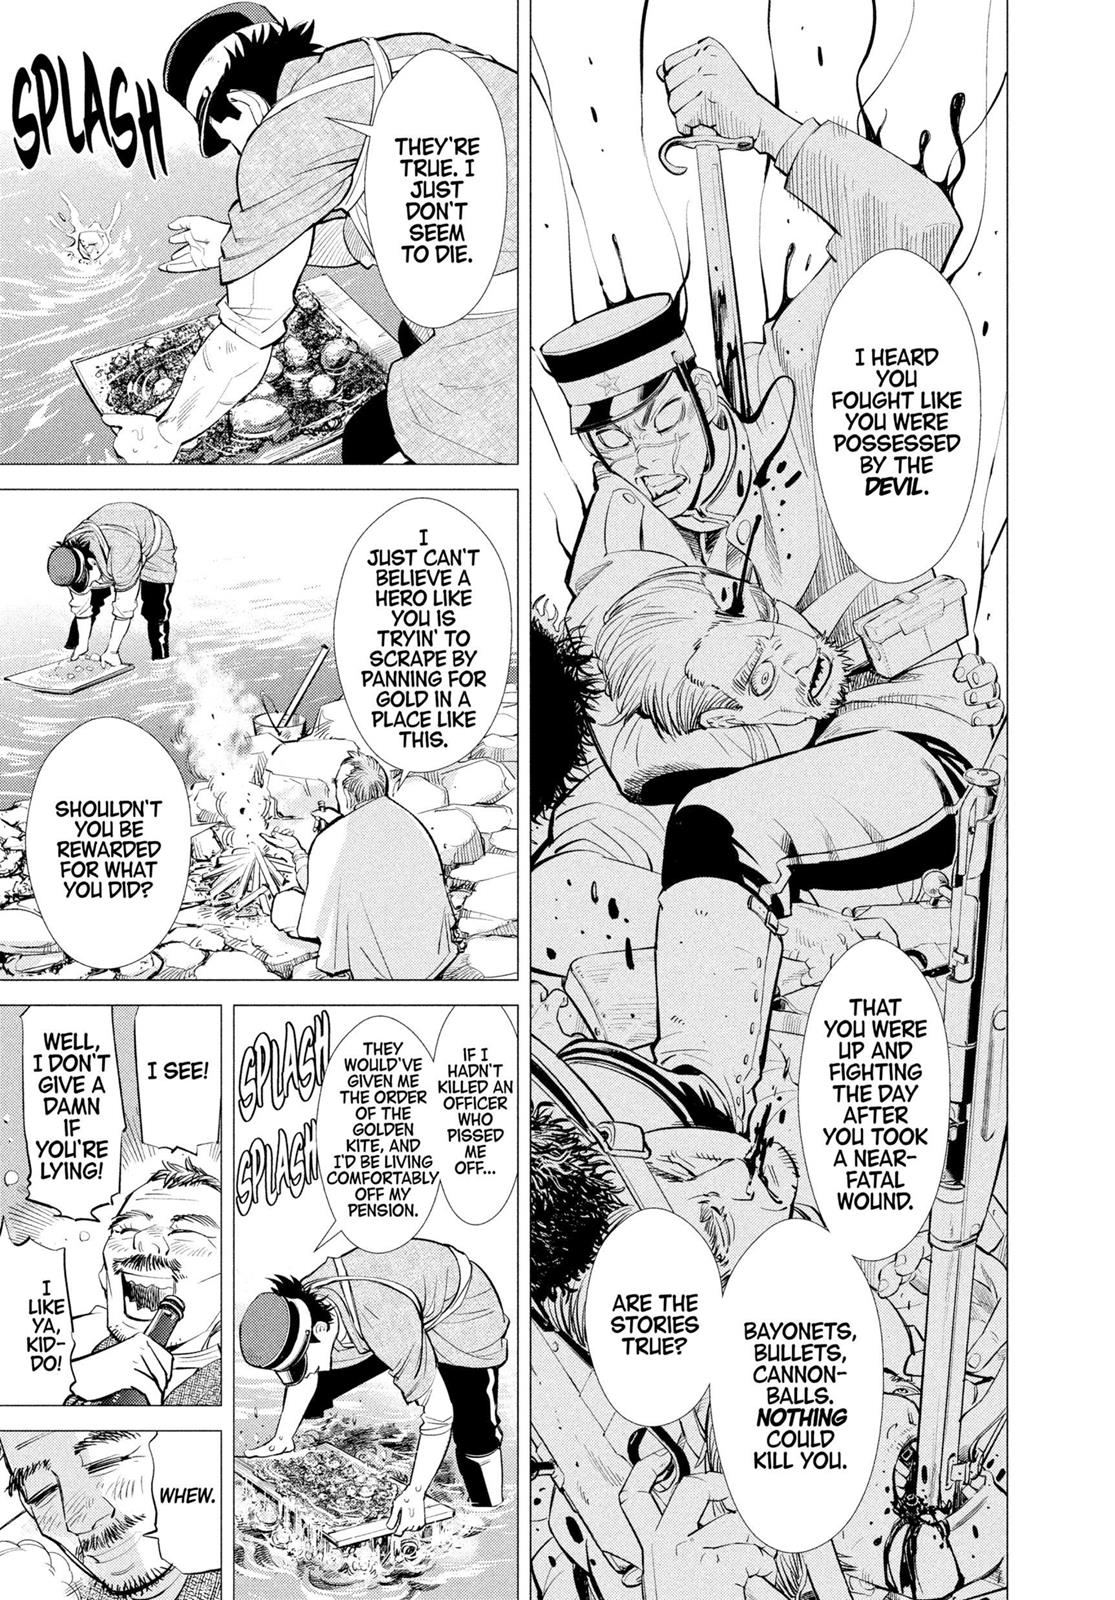 I HEARD
YOU
FOUGHT LIKE
YOU WERE
POSSESSED
BY THE
DEVIL.
THAT
YOU WERE
UP AND
FIGHTING
THE DAY
AFTER
YOU TOOK
A NEAR-
FATAL
WOUND.
BAYONETS,
BULLETS,
CANNON-
BALLS.
NOTHING
COULD
KILL YOU.
ARE THE
STORIES
TRUE?
SPLASH
THEY'RE
TRUE. I
JUST
DON'T
SEEM
TO DIE.
I
JUST CAN'T
BELIEVE A
HERO LIKE
YOU IS
TRYIN' TO
SCRAPE BY
PANNING FOR
GOLD IN A
PLACE LIKE
THIS.
SHOULDN'T
YOU BE
REWARDED
FOR WHAT
YOU DID?
IF I
HADN'T
KILLED AN
OFFICER
WHO
PISSED
ME
OFF...
THEY
WOULD'VE
GIVEN ME
THE ORDER
OF THE
GOLDEN
KITE, AND
I'D BE LIVING
COMFORTABLY
OFF MY
PENSION.
SPLASH
SPLASH
I SEE!
WELL,
I DON'T
GIVE A
DAMN
IF
YOU'RE
LYING!
I
LIKE
YA,
KID-
DO!
WHEW.